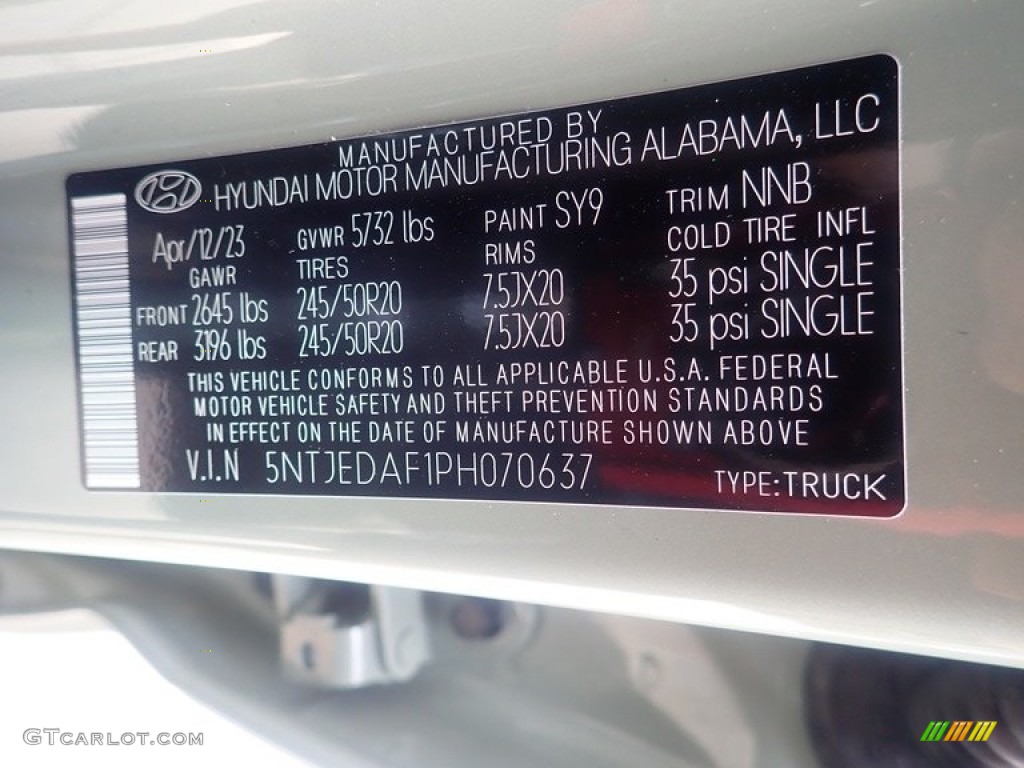 MANUFACTURED BY
HYUNDAI MOTOR MANUFACTURING ALABAMA, LLC
Apr/12/23 GVWR 5732 lbs PAINT SY9 TRIM NNB
GAWR TIRES RIMS COLD TIRE INFL
FRONT 2645 lbs 245/50R20 7.5JX20 35 psi SINGLE
REAR 3196 lbs 245/50R20 7.5JX20 35 psi SINGLE
THIS VEHICLE CONFORMS TO ALL APPLICABLE U.S.A. FEDERAL
MOTOR VEHICLE SAFETY AND THEFT PREVENTION STANDARDS
IN EFFECT ON THE DATE OF MANUFACTURE SHOWN ABOVE
V.I.N 5NTJEDAF1PH070637 TYPE:TRUCK
GTCARLOT.COM